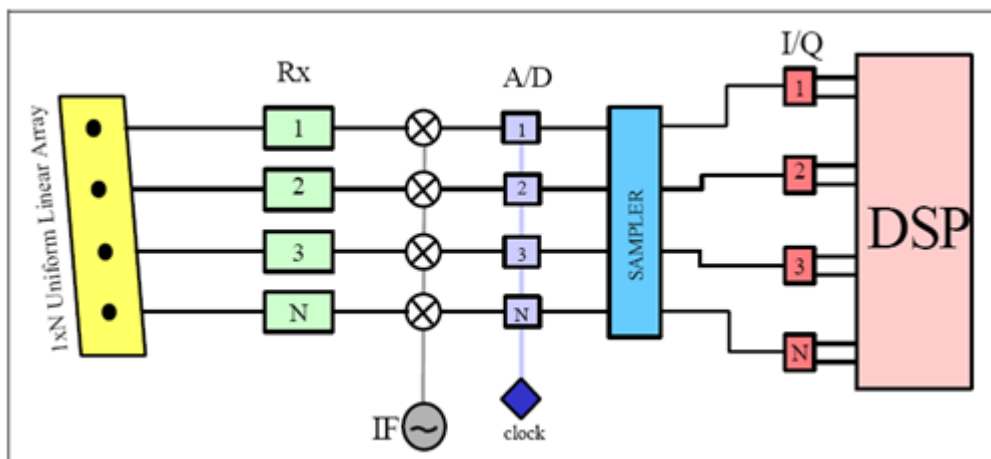 1xN Uniform Linear Array
Rx
1
2
3
N
IF
A/D
1
2
3
N
clock
SAMPLER
I/Q
1
2
3
N
DSP